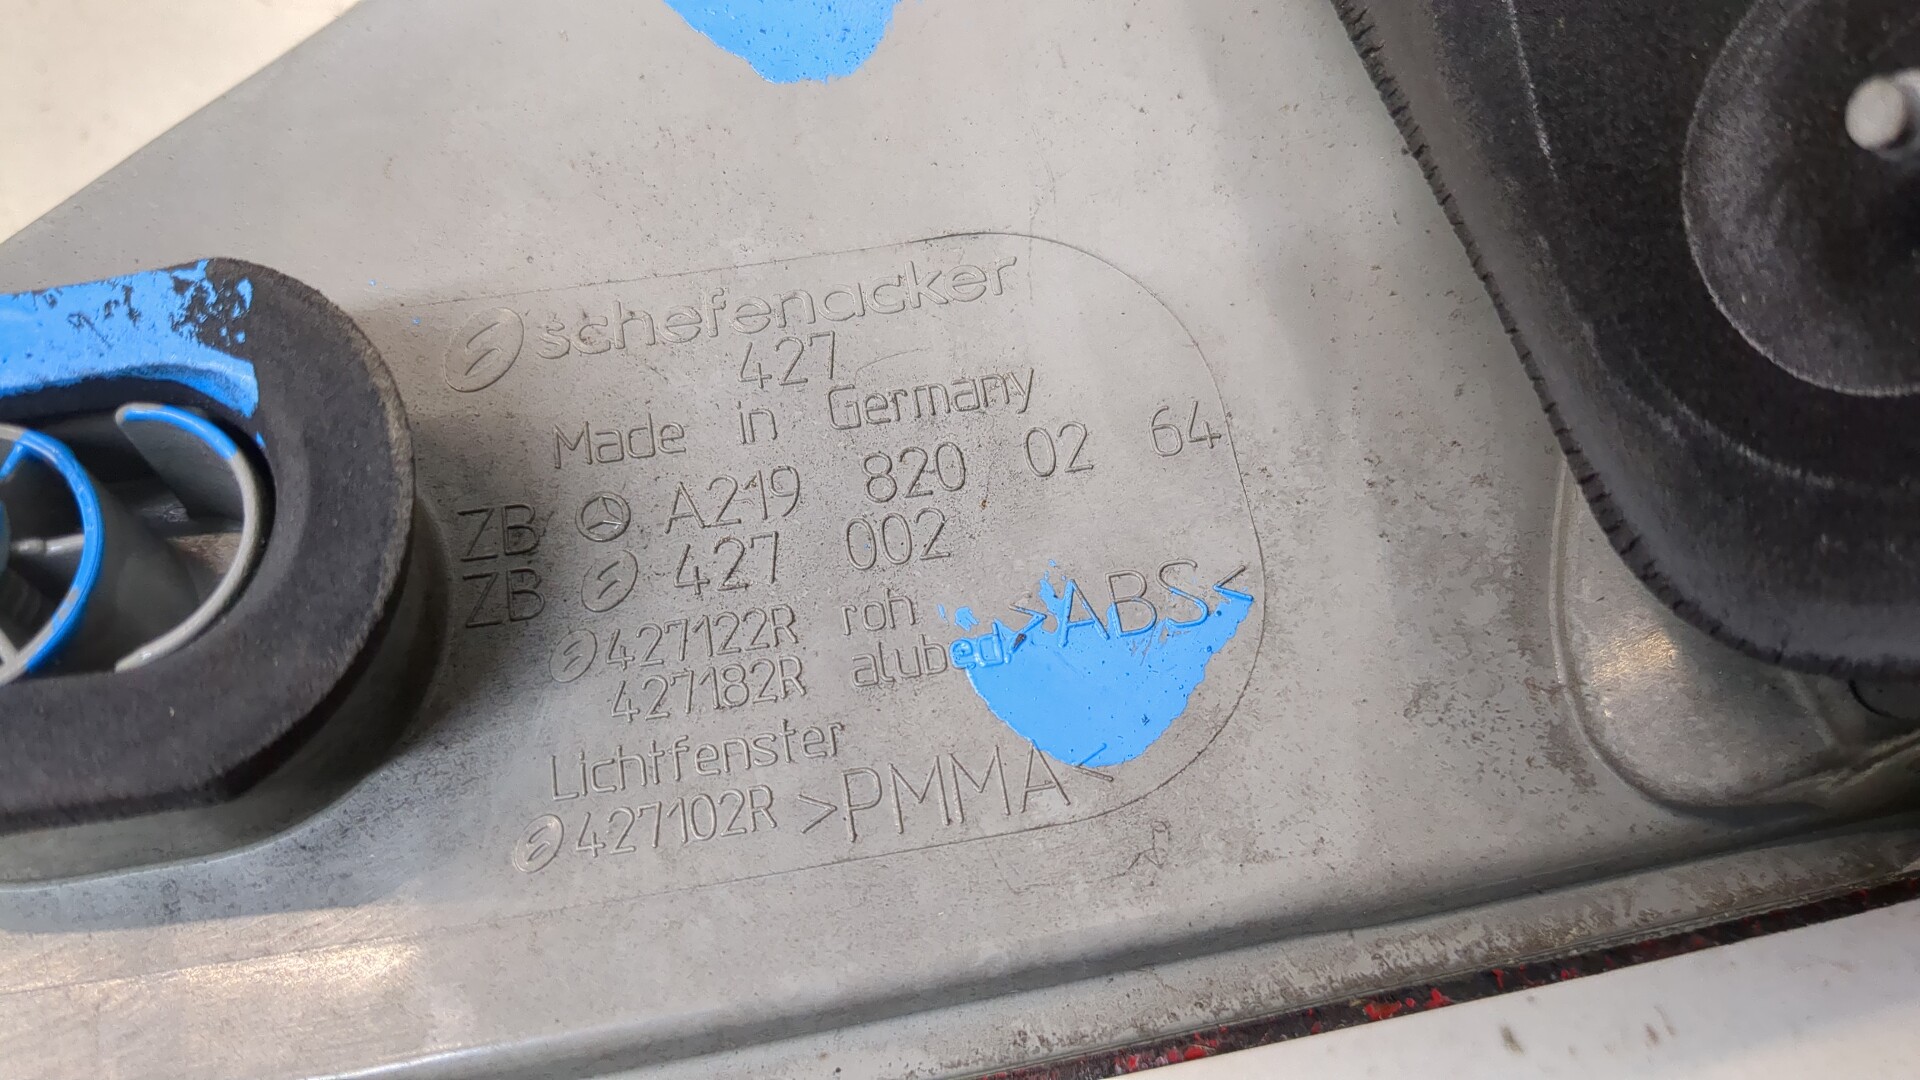 schefenacker
427
Made in Germany
ZB A219 820 02 64
ZB 427 002
427122R roh >ABS<
427182R alubed.
Lichtfenster
427102R >PMMA<